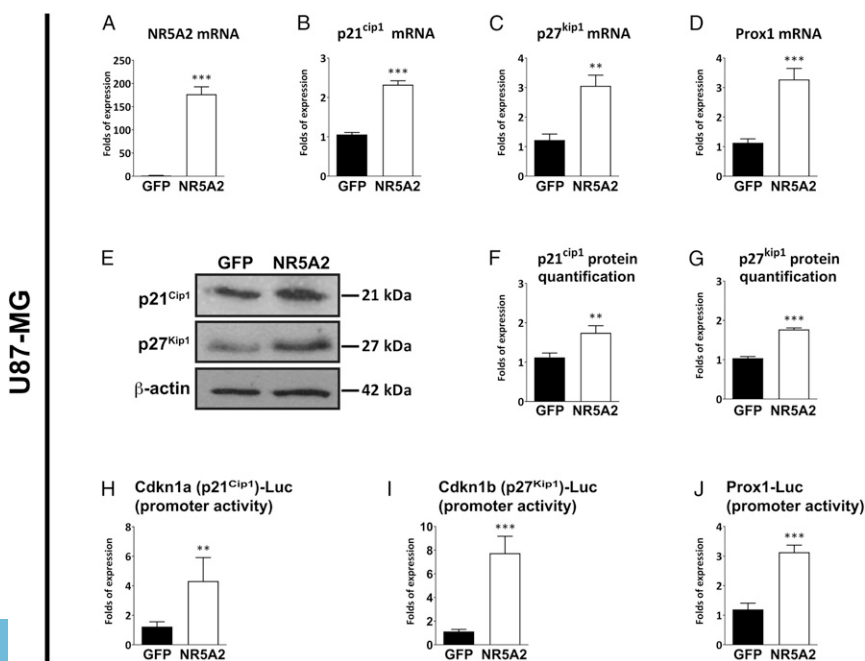 U87-MG
A
NR5A2 mRNA
Folds of expression
250
200
150
100
50
0
***
GFP NR5A2
B
p21cip1 mRNA
Folds of expression
3
2
1
0
***
GFP NR5A2
C
p27kip1 mRNA
Folds of expression
4
3
2
1
0
**
GFP NR5A2
D
Prox1 mRNA
Folds of expression
4
3
2
1
0
***
GFP NR5A2
E
GFP NR5A2
p21Cip1 21 kDa
p27Kip1 27 kDa
β-actin 42 kDa
F
p21cip1 protein
quantification
Folds of expression
3
2
1
0
**
GFP NR5A2
G
p27kip1 protein
quantification
Folds of expression
3
2
1
0
***
GFP NR5A2
H
Cdkn1a (p21Cip1)-Luc
(promoter activity)
Folds of expression
8
6
4
2
0
**
GFP NR5A2
I
Cdkn1b (p27Kip1)-Luc
(promoter activity)
Folds of expression
10
8
6
4
2
0
***
GFP NR5A2
J
Prox1-Luc
(promoter activity)
Folds of expression
4
3
2
1
0
***
GFP NR5A2